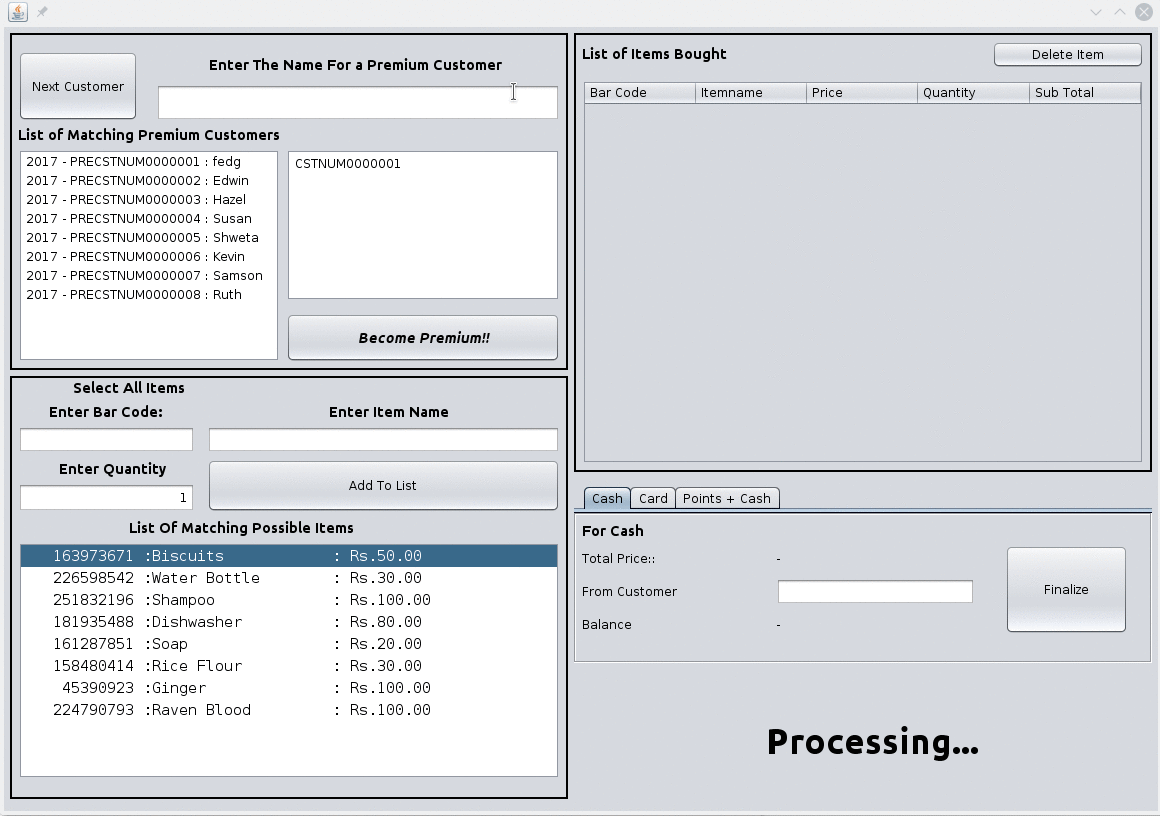 Next Customer
Enter The Name For a Premium Customer
List of Matching Premium Customers
2017 - PRECSTNUM0000001 : fedg
2017 - PRECSTNUM0000002 : Edwin
2017 - PRECSTNUM0000003 : Hazel
2017 - PRECSTNUM0000004 : Susan
2017 - PRECSTNUM0000005 : Shweta
2017 - PRECSTNUM0000006 : Kevin
2017 - PRECSTNUM0000007 : Samson
2017 - PRECSTNUM0000008 : Ruth
CSTNUM0000001
Become Premium!!
Select All Items
Enter Bar Code:
Enter Item Name
Enter Quantity
1
Add To List
List Of Matching Possible Items
163973671 :Biscuits : Rs.50.00
226598542 :Water Bottle : Rs.30.00
251832196 :Shampoo : Rs.100.00
181935488 :Dishwasher : Rs.80.00
161287851 :Soap : Rs.20.00
158480414 :Rice Flour : Rs.30.00
45390923 :Ginger : Rs.100.00
224790793 :Raven Blood : Rs.100.00
List of Items Bought
Delete Item
Bar Code Itemname Price Quantity Sub Total
Cash Card Points + Cash
For Cash
Total Price:: -
From Customer
Balance -
Finalize
Processing...